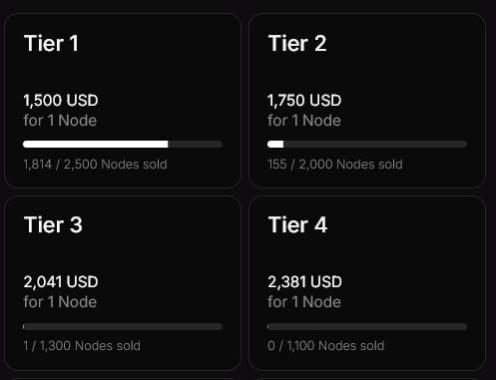 Tier 1
1,500 USD
for 1 Node
1,814 / 2,500 Nodes sold
Tier 2
1,750 USD
for 1 Node
155 / 2,000 Nodes sold
Tier 3
2,041 USD
for 1 Node
1 / 1,300 Nodes sold
Tier 4
2,381 USD
for 1 Node
0 / 1,100 Nodes sold